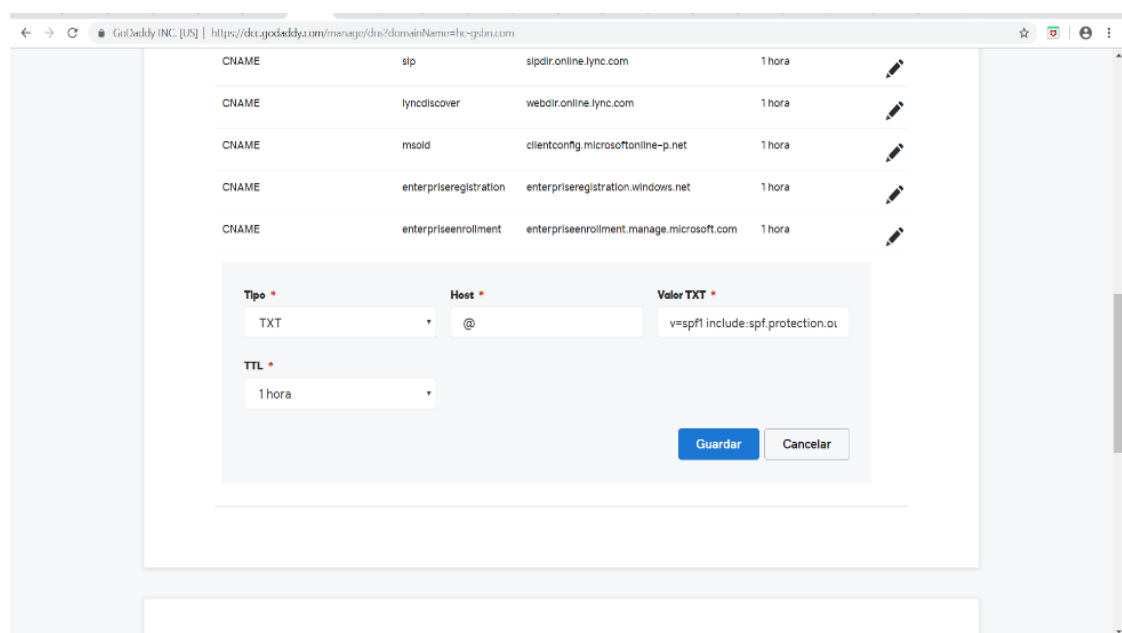 GoDaddy INC. [US] | https://dcc.godaddy.com/manage/dns?domainName=hc-gsbn.com
CNAME sip sipdir.online.lync.com 1 hora
CNAME lyncdiscover webdir.online.lync.com 1 hora
CNAME msoid clientconfig.microsoftonline-p.net 1 hora
CNAME enterpriseregistration enterpriseregistration.windows.net 1 hora
CNAME enterpriseenrollment enterpriseenrollment.manage.microsoft.com 1 hora
Tipo * Host * Valor TXT *
TXT @ v=spf1 include:spf.protection.ou
TTL *
1 hora
Guardar Cancelar